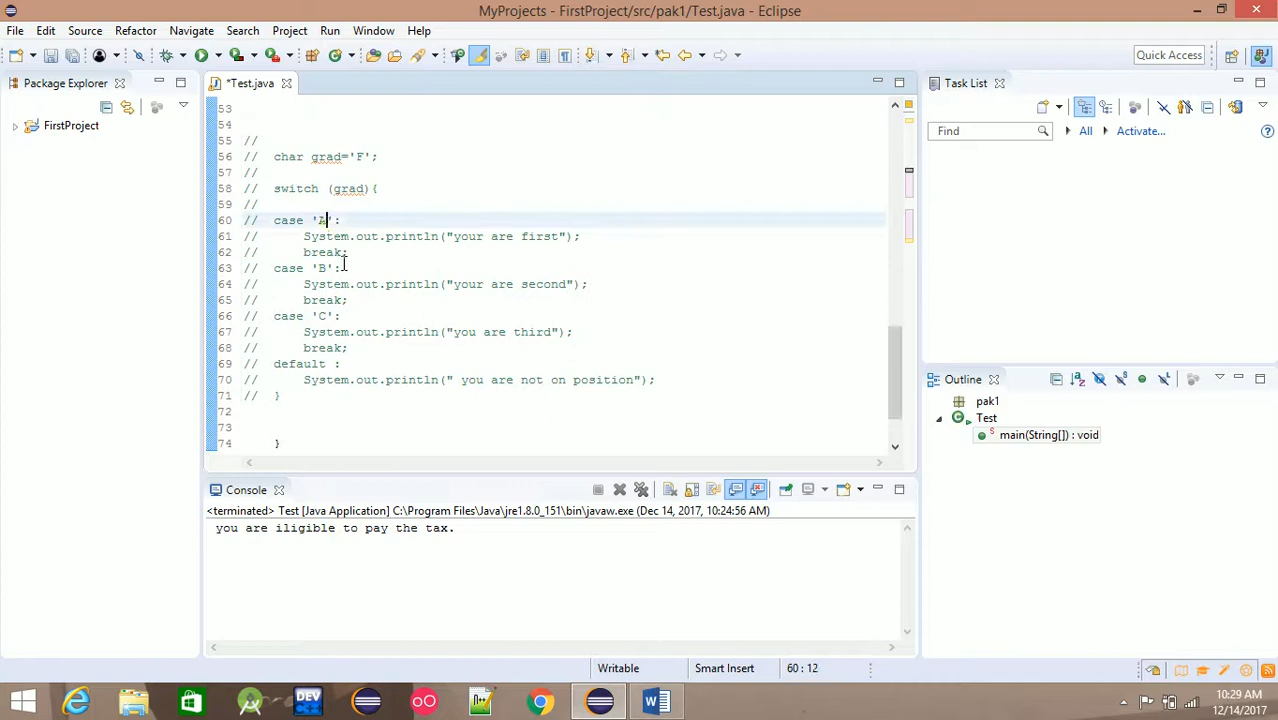 MyProjects - FirstProject/src/pak1/Test.java - Eclipse
File Edit Source Refactor Navigate Search Project Run Window Help
Quick Access
Package Explorer
*Test.java
Task List
FirstProject
Find
All
Activate...
53
54
55 //
56 // char grad='F';
57 //
58 // switch (grad){
59 //
60 // case 'A':
61 // System.out.println("your are first");
62 // break;
63 // case 'B':
64 // System.out.println("your are second");
65 // break;
66 // case 'C':
67 // System.out.println("you are third");
68 // break;
69 // default :
70 // System.out.println(" you are not on position");
71 // }
72
73
74 }
Outline
pak1
Test
main(String[]) : void
Console
<terminated> Test [Java Application] C:\Program Files\Java\jre1.8.0_151\bin\javaw.exe (Dec 14, 2017, 10:24:56 AM)
you are iligible to pay the tax.
Writable
Smart Insert
60 : 12
DEV
10:29 AM
12/14/2017